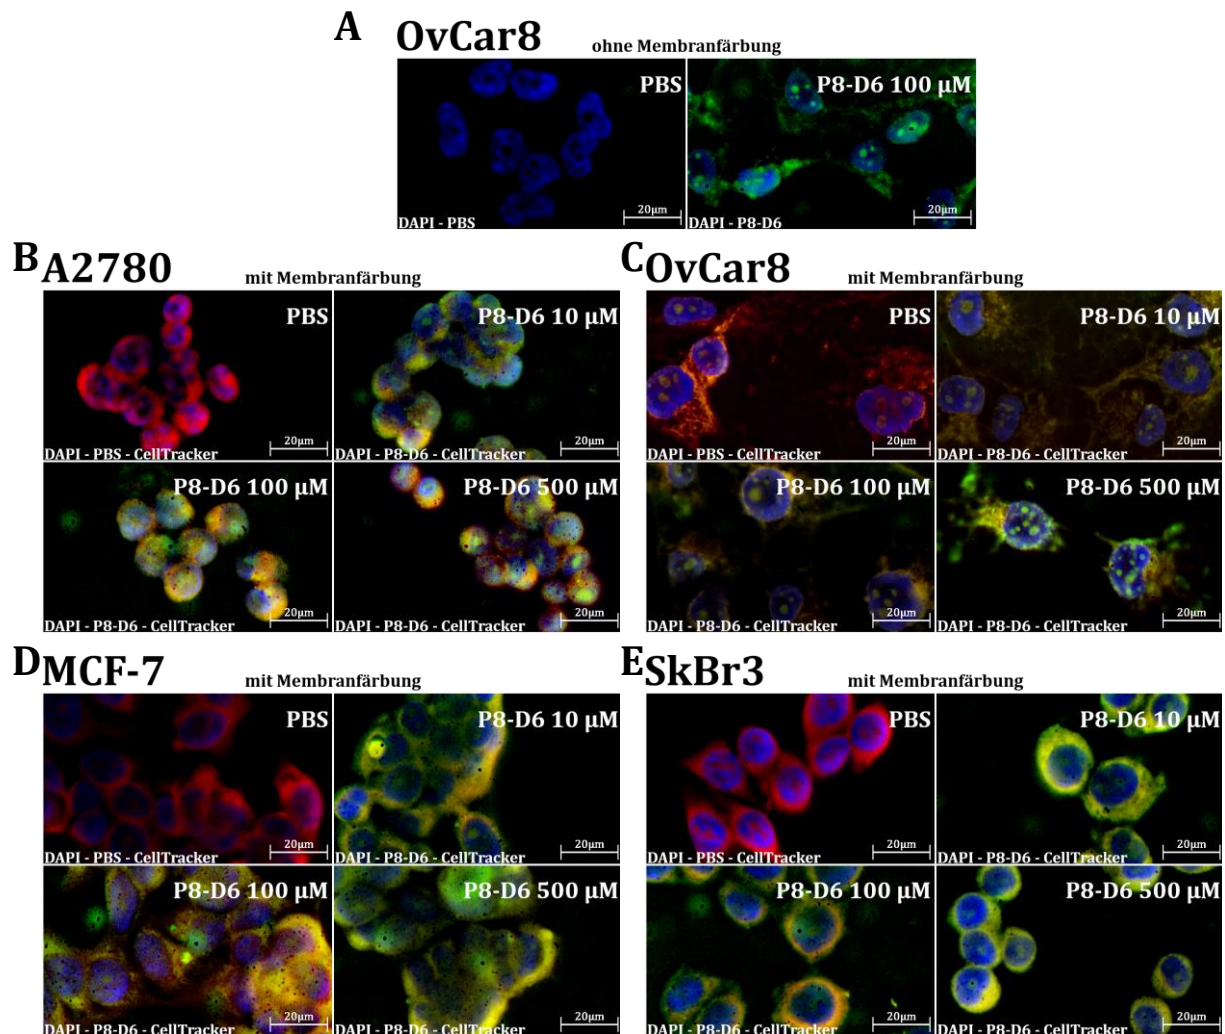 A OvCar8 ohne Membranfärbung
PBS P8-D6 100 µM
20µm 20µm
DAPI - PBS DAPI - P8-D6
B A2780 mit Membranfärbung
PBS P8-D6 10 µM
20µm 20µm
DAPI - PBS - CellTracker DAPI - P8-D6 - CellTracker
P8-D6 100 µM P8-D6 500 µM
20µm 20µm
DAPI - P8-D6 - CellTracker DAPI - P8-D6 - CellTracker
C OvCar8 mit Membranfärbung
PBS P8-D6 10 µM
20µm 20µm
DAPI - PBS - CellTracker DAPI - P8-D6 - CellTracker
P8-D6 100 µM P8-D6 500 µM
20µm 20µm
DAPI - P8-D6 - CellTracker DAPI - P8-D6 - CellTracker
D MCF-7 mit Membranfärbung
PBS P8-D6 10 µM
20µm 20µm
DAPI - PBS - CellTracker DAPI - P8-D6 - CellTracker
P8-D6 100 µM P8-D6 500 µM
20µm 20µm
DAPI - P8-D6 - CellTracker DAPI - P8-D6 - CellTracker
E SkBr3 mit Membranfärbung
PBS P8-D6 10 µM
20µm 20µm
DAPI - PBS - CellTracker DAPI - P8-D6 - CellTracker
P8-D6 100 µM P8-D6 500 µM
20µm 20µm
DAPI - P8-D6 - CellTracker DAPI - P8-D6 - CellTracker